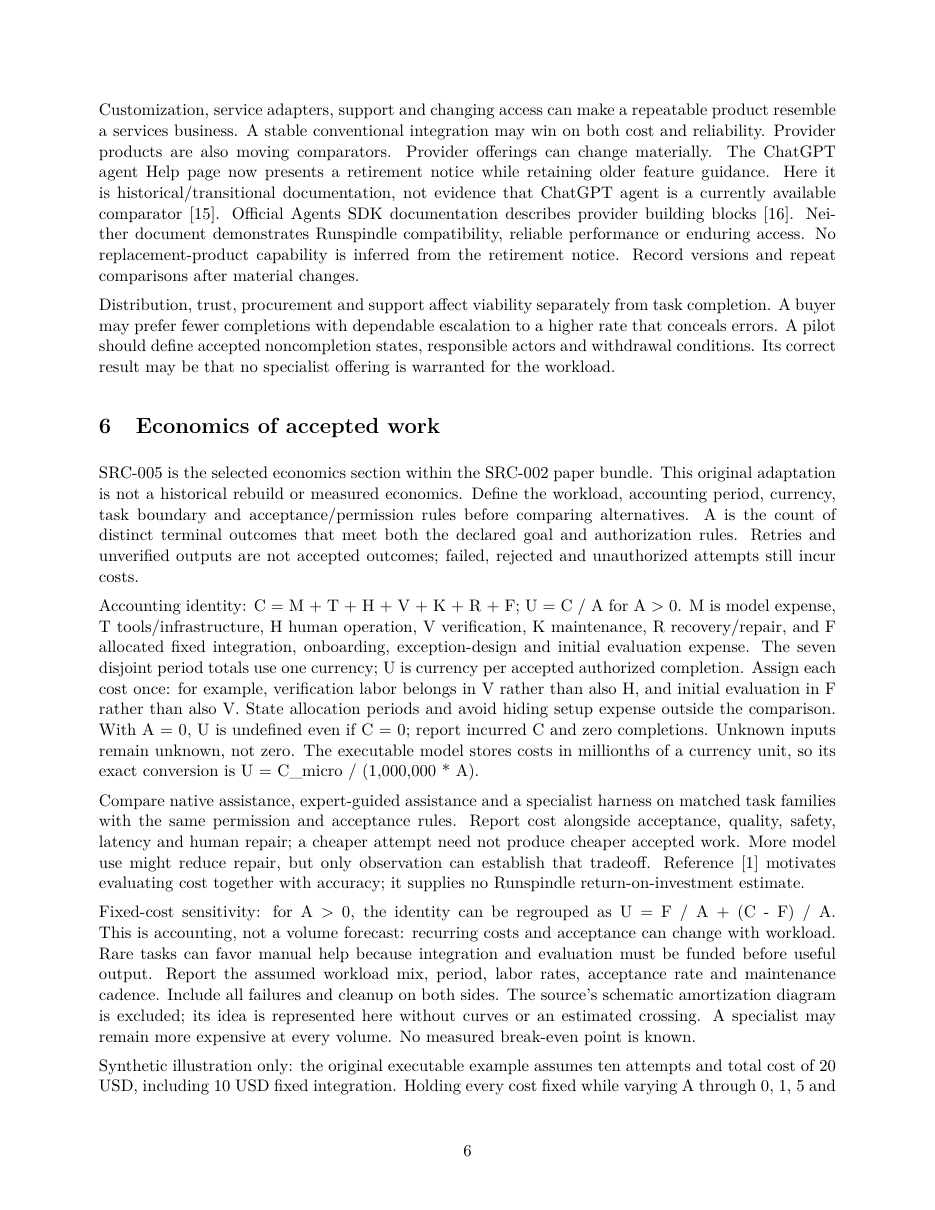 Customization, service adapters, support and changing access can make a repeatable product resemble
a services business. A stable conventional integration may win on both cost and reliability. Provider
products are also moving comparators. Provider offerings can change materially. The ChatGPT
agent Help page now presents a retirement notice while retaining older feature guidance. Here it
is historical/transitional documentation, not evidence that ChatGPT agent is a currently available
comparator [15]. Official Agents SDK documentation describes provider building blocks [16]. Nei-
ther document demonstrates Runspindle compatibility, reliable performance or enduring access. No
replacement-product capability is inferred from the retirement notice. Record versions and repeat
comparisons after material changes.
Distribution, trust, procurement and support affect viability separately from task completion. A buyer
may prefer fewer completions with dependable escalation to a higher rate that conceals errors. A pilot
should define accepted noncompletion states, responsible actors and withdrawal conditions. Its correct
result may be that no specialist offering is warranted for the workload.
6 Economics of accepted work
SRC-005 is the selected economics section within the SRC-002 paper bundle. This original adaptation
is not a historical rebuild or measured economics. Define the workload, accounting period, currency,
task boundary and acceptance/permission rules before comparing alternatives. A is the count of
distinct terminal outcomes that meet both the declared goal and authorization rules. Retries and
unverified outputs are not accepted outcomes; failed, rejected and unauthorized attempts still incur
costs.
Accounting identity: C = M + T + H + V + K + R + F; U = C / A for A > 0. M is model expense,
T tools/infrastructure, H human operation, V verification, K maintenance, R recovery/repair, and F
allocated fixed integration, onboarding, exception-design and initial evaluation expense. The seven
disjoint period totals use one currency; U is currency per accepted authorized completion. Assign each
cost once: for example, verification labor belongs in V rather than also H, and initial evaluation in F
rather than also V. State allocation periods and avoid hiding setup expense outside the comparison.
With A = 0, U is undefined even if C = 0; report incurred C and zero completions. Unknown inputs
remain unknown, not zero. The executable model stores costs in millionths of a currency unit, so its
exact conversion is U = C_micro / (1,000,000 * A).
Compare native assistance, expert-guided assistance and a specialist harness on matched task families
with the same permission and acceptance rules. Report cost alongside acceptance, quality, safety,
latency and human repair; a cheaper attempt need not produce cheaper accepted work. More model
use might reduce repair, but only observation can establish that tradeoff. Reference [1] motivates
evaluating cost together with accuracy; it supplies no Runspindle return-on-investment estimate.
Fixed-cost sensitivity: for A > 0, the identity can be regrouped as U = F / A + (C - F) / A.
This is accounting, not a volume forecast: recurring costs and acceptance can change with workload.
Rare tasks can favor manual help because integration and evaluation must be funded before useful
output. Report the assumed workload mix, period, labor rates, acceptance rate and maintenance
cadence. Include all failures and cleanup on both sides. The source's schematic amortization diagram
is excluded; its idea is represented here without curves or an estimated crossing. A specialist may
remain more expensive at every volume. No measured break-even point is known.
Synthetic illustration only: the original executable example assumes ten attempts and total cost of 20
USD, including 10 USD fixed integration. Holding every cost fixed while varying A through 0, 1, 5 and
6